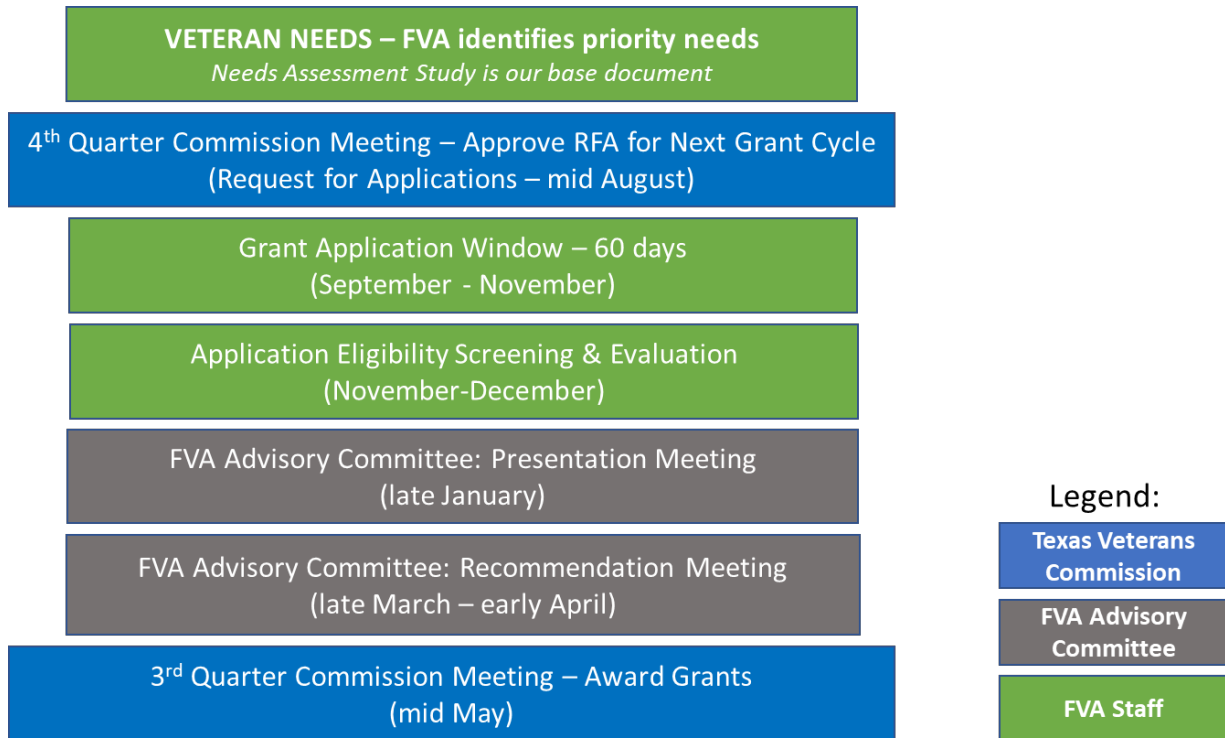 VETERAN NEEDS – FVA identifies priority needs
Needs Assessment Study is our base document
4th Quarter Commission Meeting – Approve RFA for Next Grant Cycle
(Request for Applications – mid August)
Grant Application Window – 60 days
(September - November)
Application Eligibility Screening & Evaluation
(November-December)
FVA Advisory Committee: Presentation Meeting
(late January)
FVA Advisory Committee: Recommendation Meeting
(late March – early April)
3rd Quarter Commission Meeting – Award Grants
(mid May)
Legend:
Texas Veterans
Commission
FVA Advisory
Committee
FVA Staff